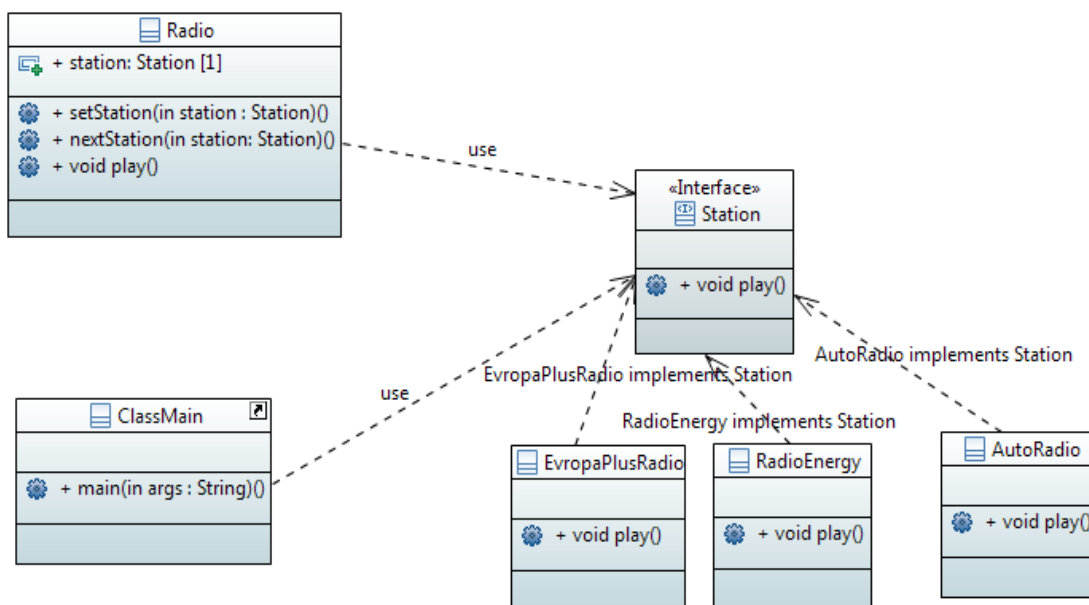 Radio
+ station: Station [1]
+ setStation(in station : Station)()
+ nextStation(in station: Station)()
+ void play()
use
«Interface»
Station
+ void play()
AutoRadio implements Station
EvropaPlusRadio implements Station
use
RadioEnergy implements Station
ClassMain
+ main(in args : String)()
EvropaPlusRadio
+ void play()
RadioEnergy
+ void play()
AutoRadio
+ void play()